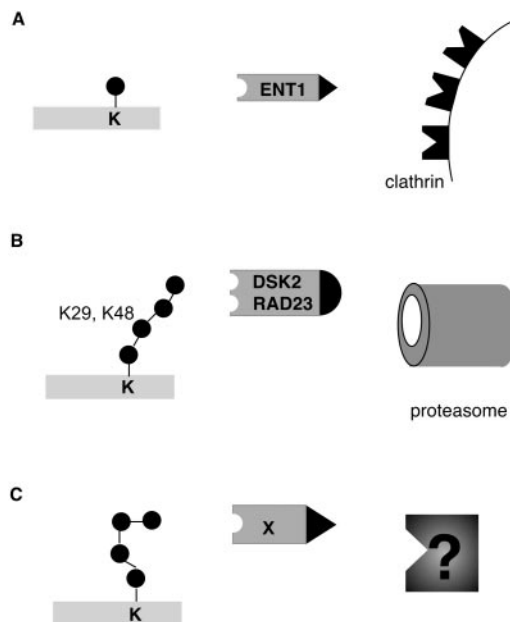 A
K
ENT1
clathrin
B
K29, K48
DSK2
RAD23
K
proteasome
C
X
?
K